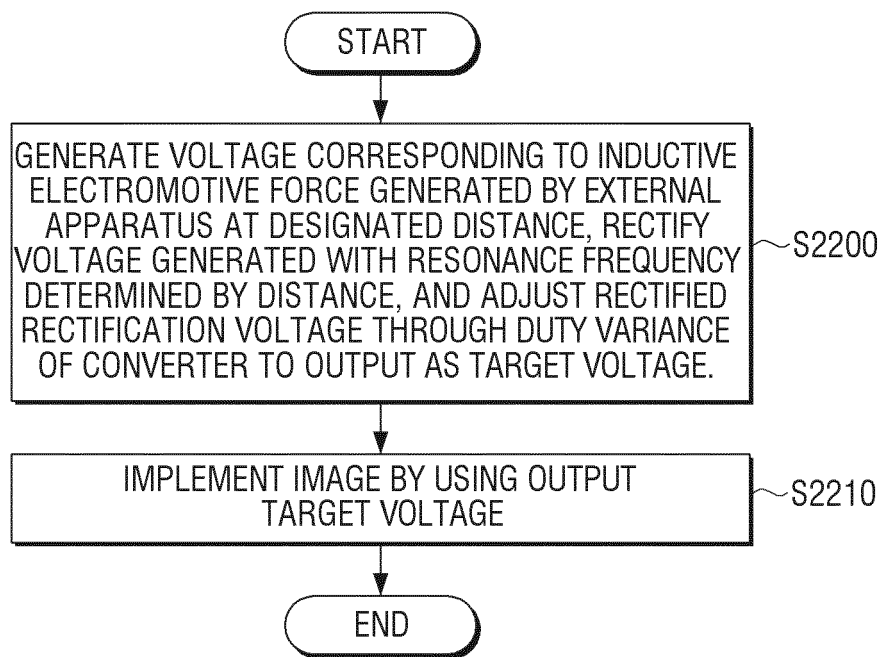 START
GENERATE VOLTAGE CORRESPONDING TO INDUCTIVE
ELECTROMOTIVE FORCE GENERATED BY EXTERNAL
APPARATUS AT DESIGNATED DISTANCE, RECTIFY
VOLTAGE GENERATED WITH RESONANCE FREQUENCY
DETERMINED BY DISTANCE, AND ADJUST RECTIFIED
RECTIFICATION VOLTAGE THROUGH DUTY VARIANCE
OF CONVERTER TO OUTPUT AS TARGET VOLTAGE.
S2200
IMPLEMENT IMAGE BY USING OUTPUT
TARGET VOLTAGE
S2210
END